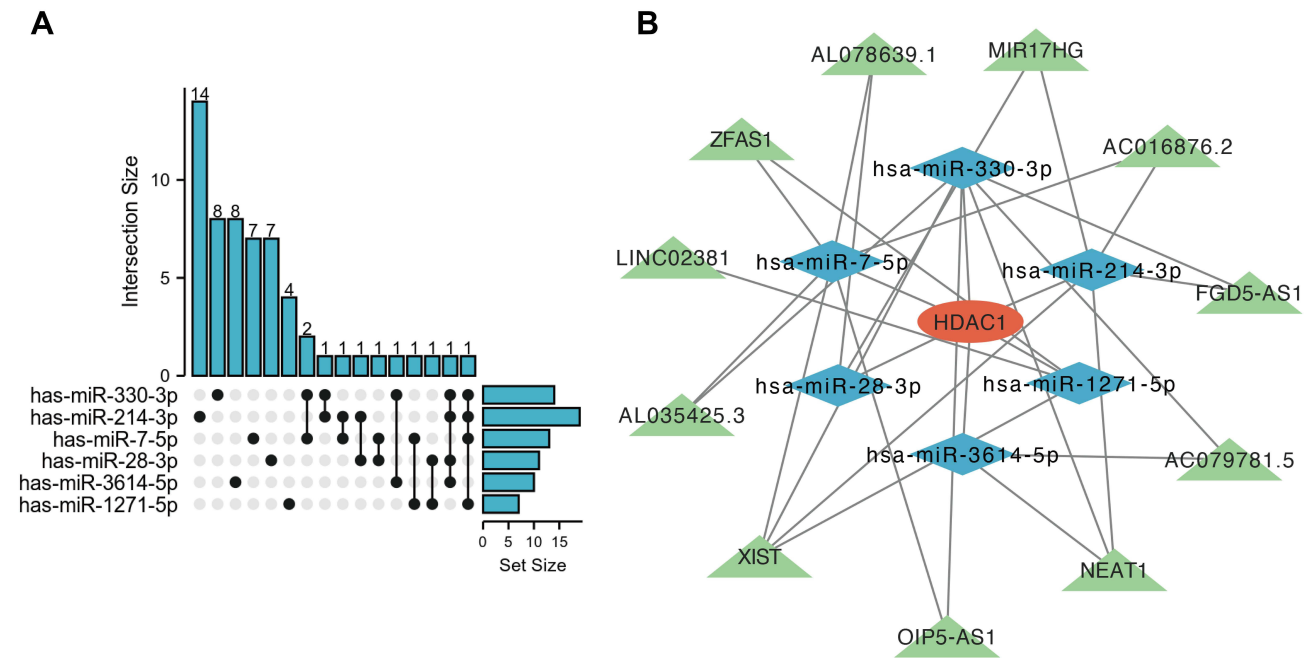 A
B
14
8
8
7
7
4
2
1
1
1
1
1
1
1
1
1
10
5
0
Intersection Size
has-miR-330-3p
has-miR-214-3p
has-miR-7-5p
has-miR-28-3p
has-miR-3614-5p
has-miR-1271-5p
0 5 10 15
Set Size
AL078639.1
MIR17HG
ZFAS1
AC016876.2
hsa-miR-330-3p
LINC02381
hsa-miR-7-5p
hsa-miR-214-3p
FGD5-AS1
HDAC1
hsa-miR-28-3p
hsa-miR-1271-5p
AL035425.3
hsa-miR-3614-5p
AC079781.5
XIST
NEAT1
OIP5-AS1